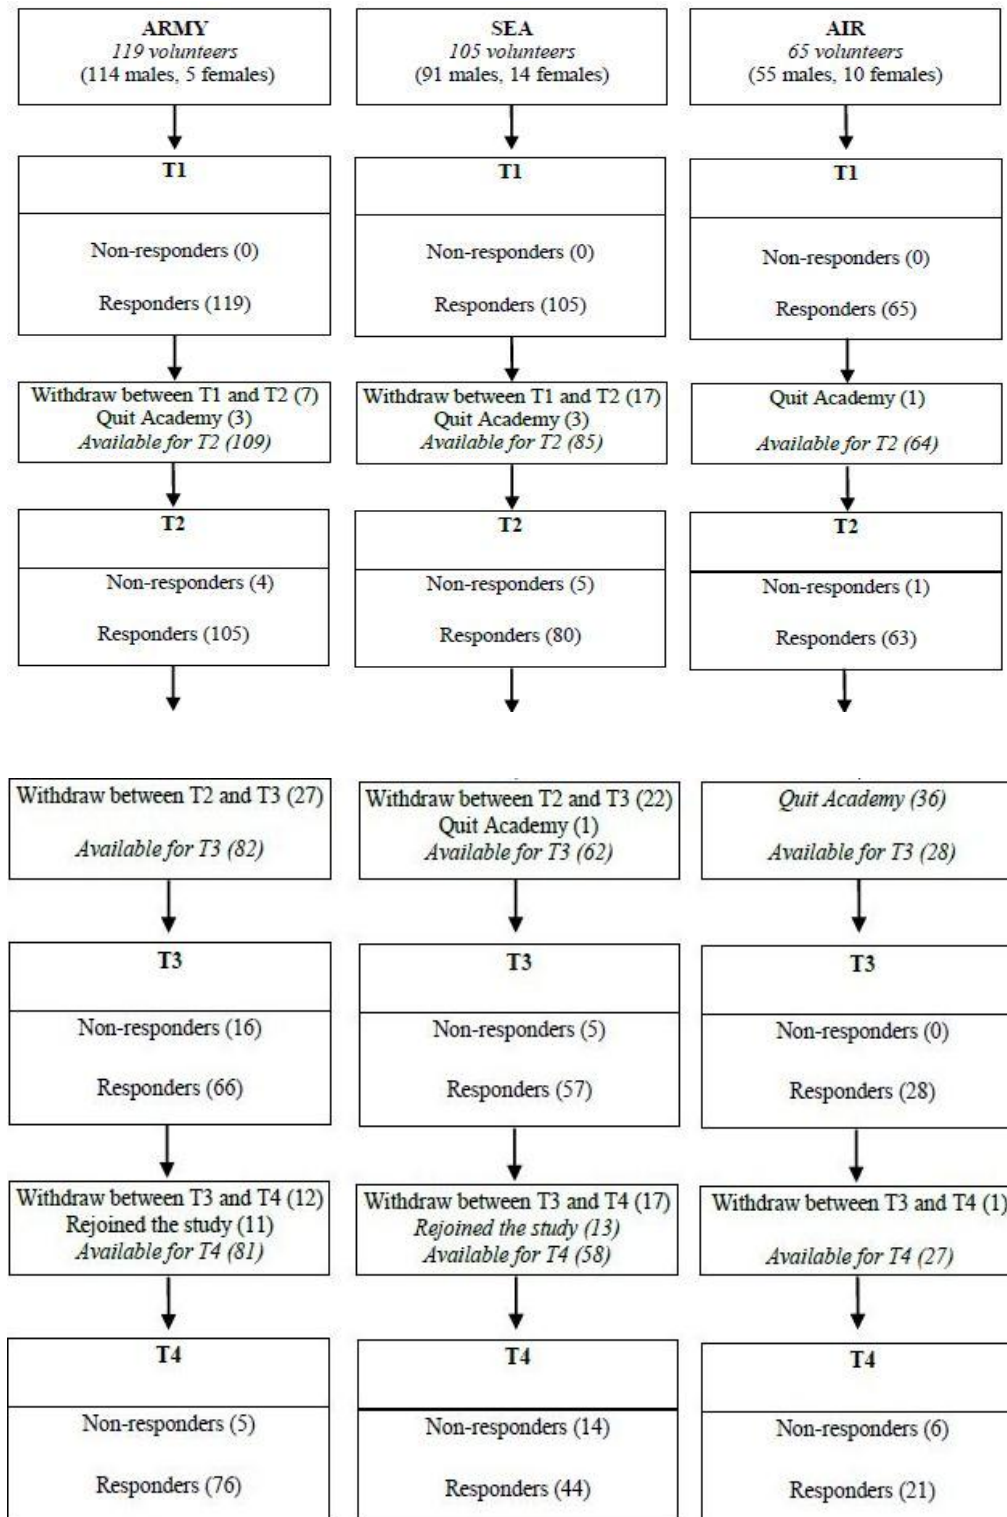 ARMY
119 volunteers
(114 males, 5 females)
SEA
105 volunteers
(91 males, 14 females)
AIR
65 volunteers
(55 males, 10 females)
T1
Non-responders (0)
Responders (119)
T1
Non-responders (0)
Responders (105)
T1
Non-responders (0)
Responders (65)
Withdraw between T1 and T2 (7)
Quit Academy (3)
Available for T2 (109)
Withdraw between T1 and T2 (17)
Quit Academy (3)
Available for T2 (85)
Quit Academy (1)
Available for T2 (64)
T2
Non-responders (4)
Responders (105)
T2
Non-responders (5)
Responders (80)
T2
Non-responders (1)
Responders (63)
Withdraw between T2 and T3 (27)
Available for T3 (82)
Withdraw between T2 and T3 (22)
Quit Academy (1)
Available for T3 (62)
Quit Academy (36)
Available for T3 (28)
T3
Non-responders (16)
Responders (66)
T3
Non-responders (5)
Responders (57)
T3
Non-responders (0)
Responders (28)
Withdraw between T3 and T4 (12)
Rejoined the study (11)
Available for T4 (81)
Withdraw between T3 and T4 (17)
Rejoined the study (13)
Available for T4 (58)
Withdraw between T3 and T4 (1)
Available for T4 (27)
T4
Non-responders (5)
Responders (76)
T4
Non-responders (14)
Responders (44)
T4
Non-responders (6)
Responders (21)